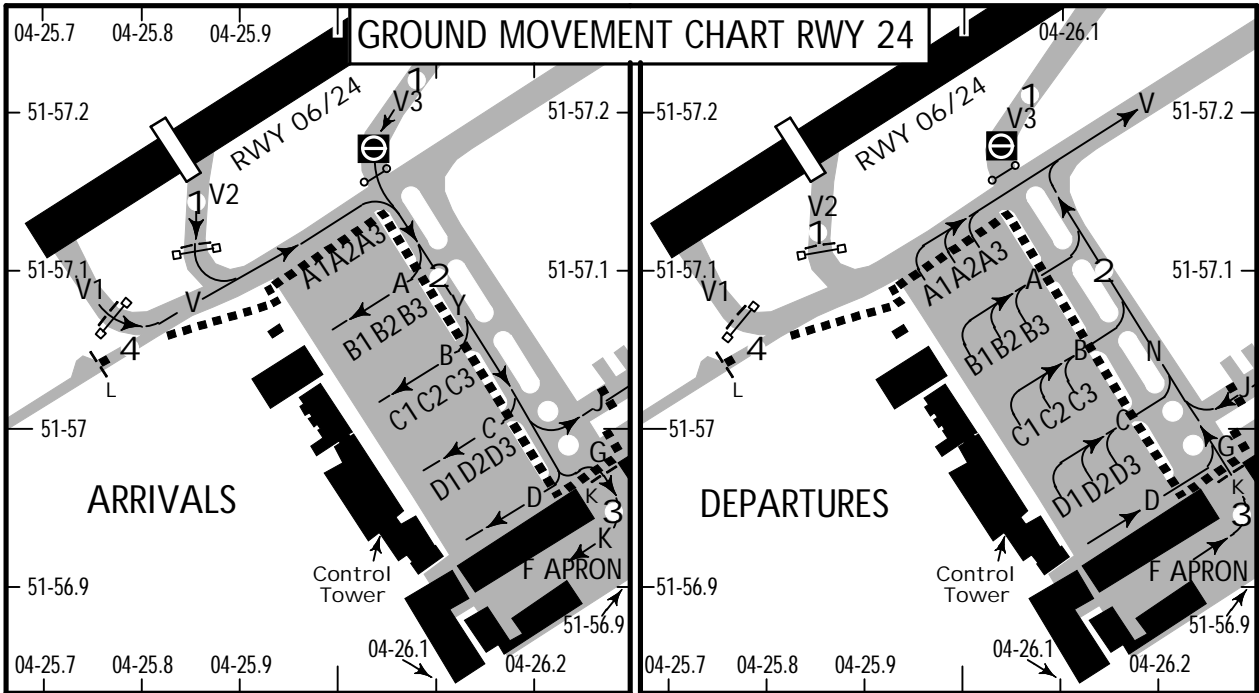 GROUND MOVEMENT CHART RWY 24
04-25.7 04-25.8 04-25.9
1
V3
51-57.2
RWY 06/24
1 V2
A1 A2 A3
51-57.1
V1
V
A 2
Y
4
B1 B2 B3
B
L
C1 C2 C3
J
51-57
C
G
D1 D2 D3
K
ARRIVALS
D
3
K
Control
Tower
F APRON
51-56.9
51-56.9
04-26.1
04-25.7 04-25.8 04-25.9
04-26.2
04-26.1
1
V3
V
51-57.2
RWY 06/24
V2
1
A1 A2 A3
51-57.1
V1
A
2
4
B1 B2 B3
B
N
L
C1 C2 C3
J
51-57
C
G
D1 D2 D3
K
DEPARTURES
D
3
Control
Tower
F APRON
51-56.9
51-56.9
04-26.1
04-25.7 04-25.8 04-25.9
04-26.2